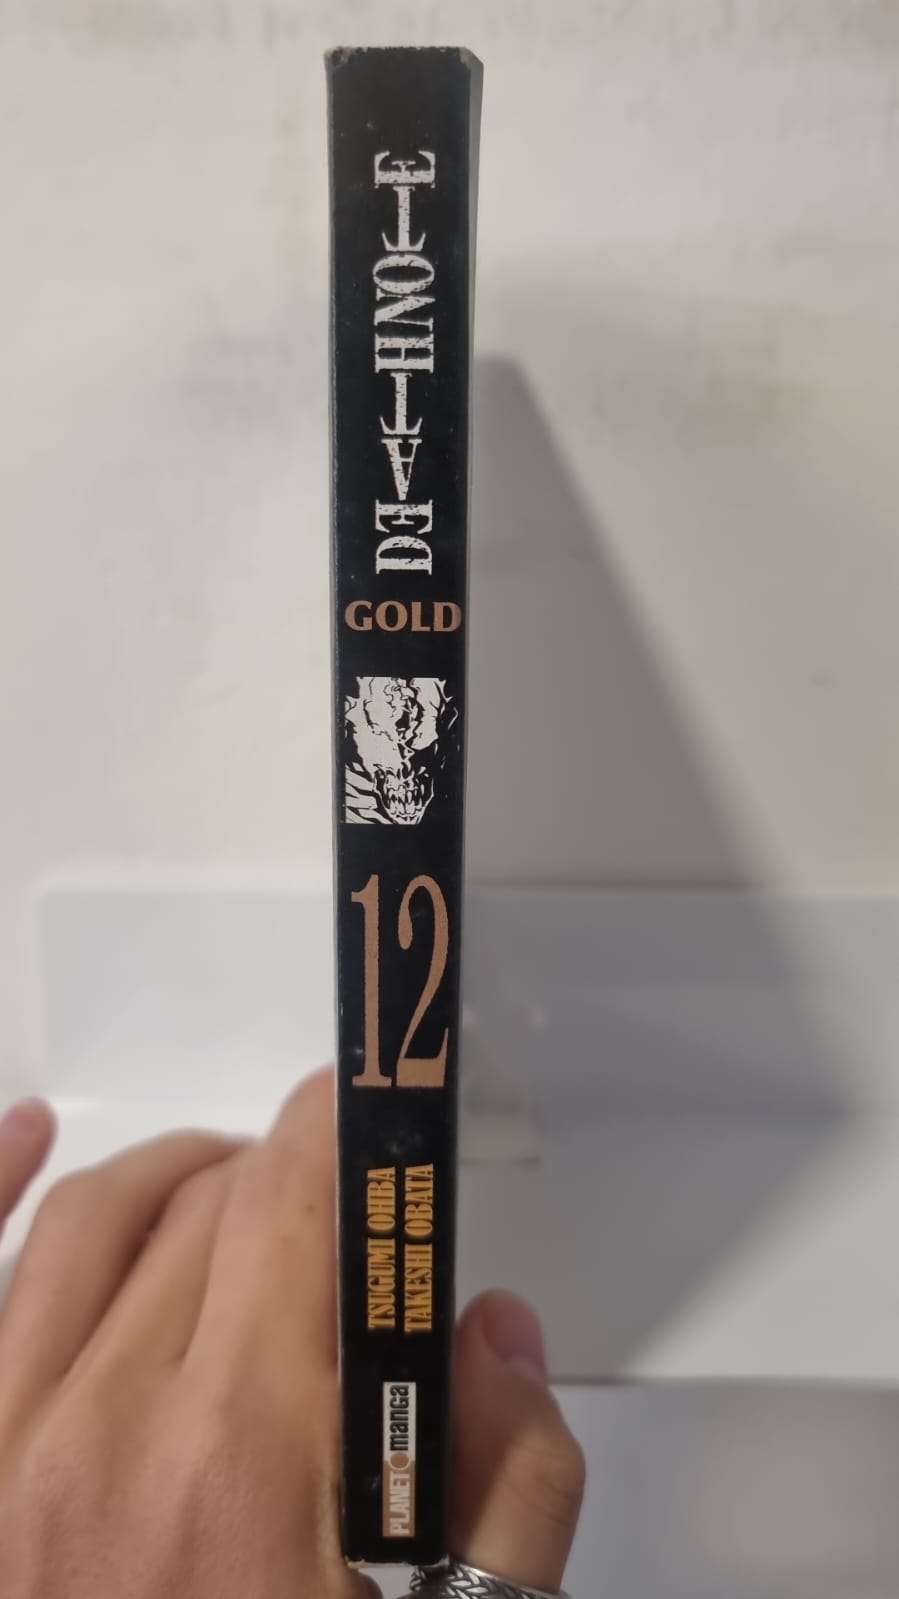 DEATH NOTE
GOLD
12
TSUGUMI OHBA
TAKESHI OBATA
PLANET manga